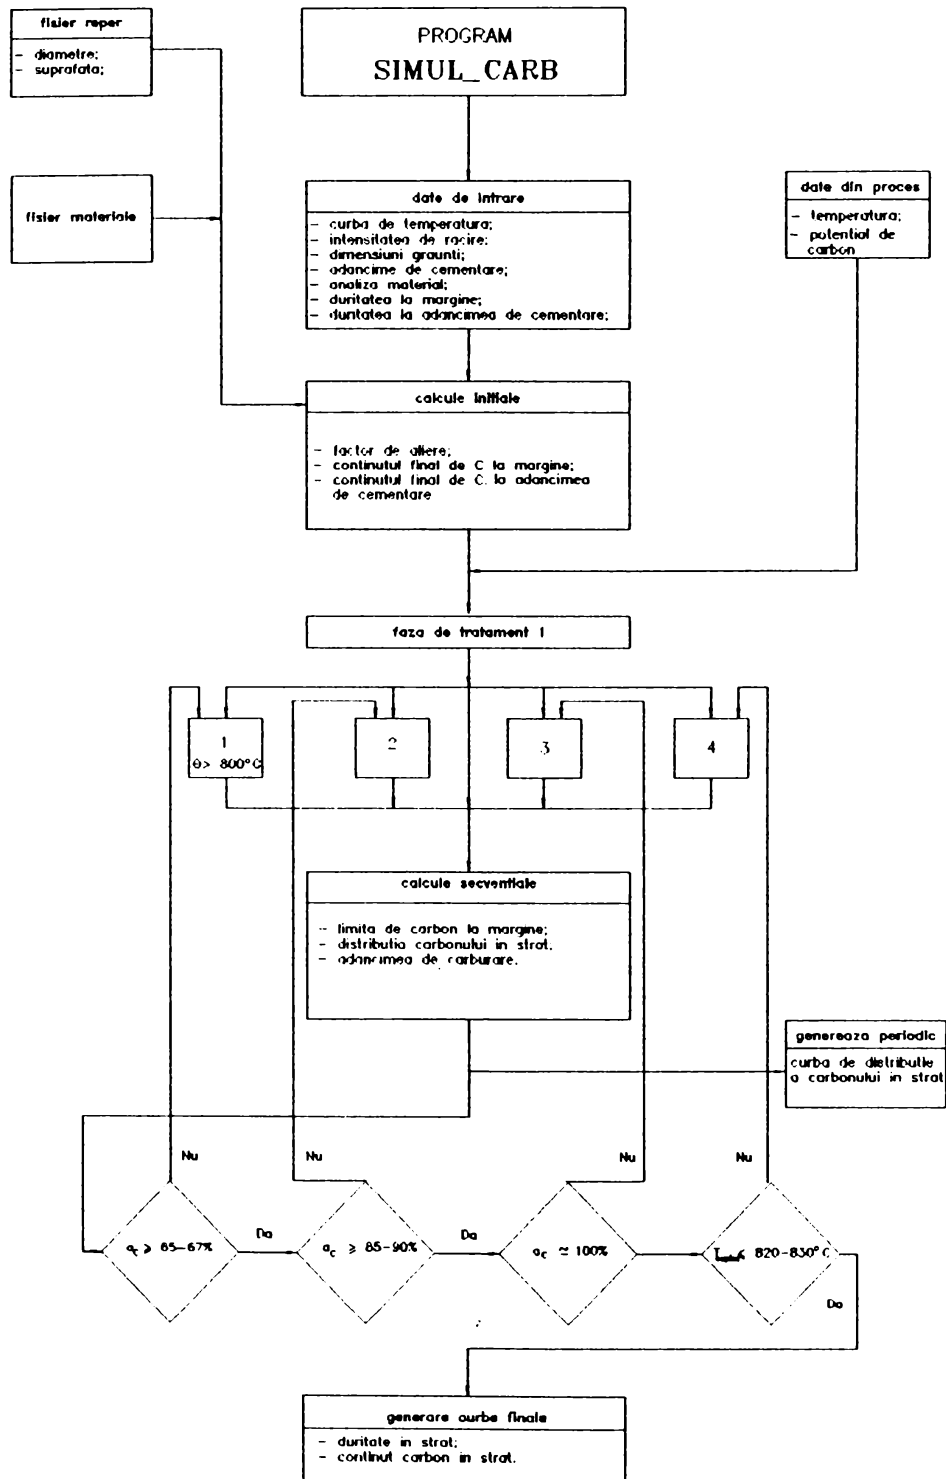 fisier reper
- diametre;
- suprafata;
PROGRAM
SIMUL_CARB
fisier materiale
date de intrare
- curba de temperatura;
- intensitatea de racire;
- dimensiuni graunti;
- adancime de cementare;
- analiza material;
- duritatea la margine;
- duritatea la adancimea de cementare;
date din proces
- temperatura;
- potential de
carbon
calcule initiale
- factor de aliere;
- continutul final de C la margine;
- continutul final de C. la adancimea
de cementare
faza de tratament I
1
Θ> 800°C
2
3
4
calcule secventiale
- limita de carbon la margine;
- distributia carbonului in strat;
- adancimea de carburare.
genereaza periodic
curba de distributie
a carbonului in strat
Nu
Nu
Nu
Nu
a_c ⩾ 65-67%
Da
a_c ⩾ 85-90%
Da
a_c ≃ 100%
820-830°C
Da
generare curbe finale
- duritate in strat;
- continut carbon in strat.